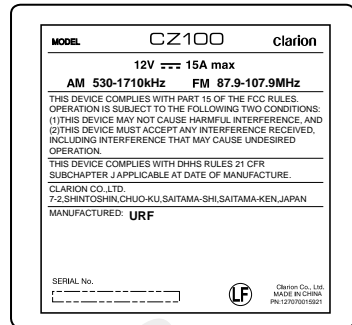 MODEL CZ100 clarion
12V 15A max
AM 530-1710kHz FM 87.9-107.9MHz
THIS DEVICE COMPLIES WITH PART 15 OF THE FCC RULES.
OPERATION IS SUBJECT TO THE FOLLOWING TWO CONDITIONS:
(1)THIS DEVICE MAY NOT CAUSE HARMFUL INTERFERENCE, AND
(2)THIS DEVICE MUST ACCEPT ANY INTERFERENCE RECEIVED,
INCLUDING INTERFERENCE THAT MAY CAUSE UNDESIRED
OPERATION.
THIS DEVICE COMPLIES WITH DHHS RULES 21 CFR
SUBCHAPTER J APPLICABLE AT DATE OF MANUFACTURE.
CLARION CO.,LTD.
7-2,SHINTOSHIN,CHUO-KU,SAITAMA-SHI,SAITAMA-KEN,JAPAN
MANUFACTURED: URF
SERIAL No.
LF
Clarion Co., Ltd.
MADE IN CHINA
PN:127070015921